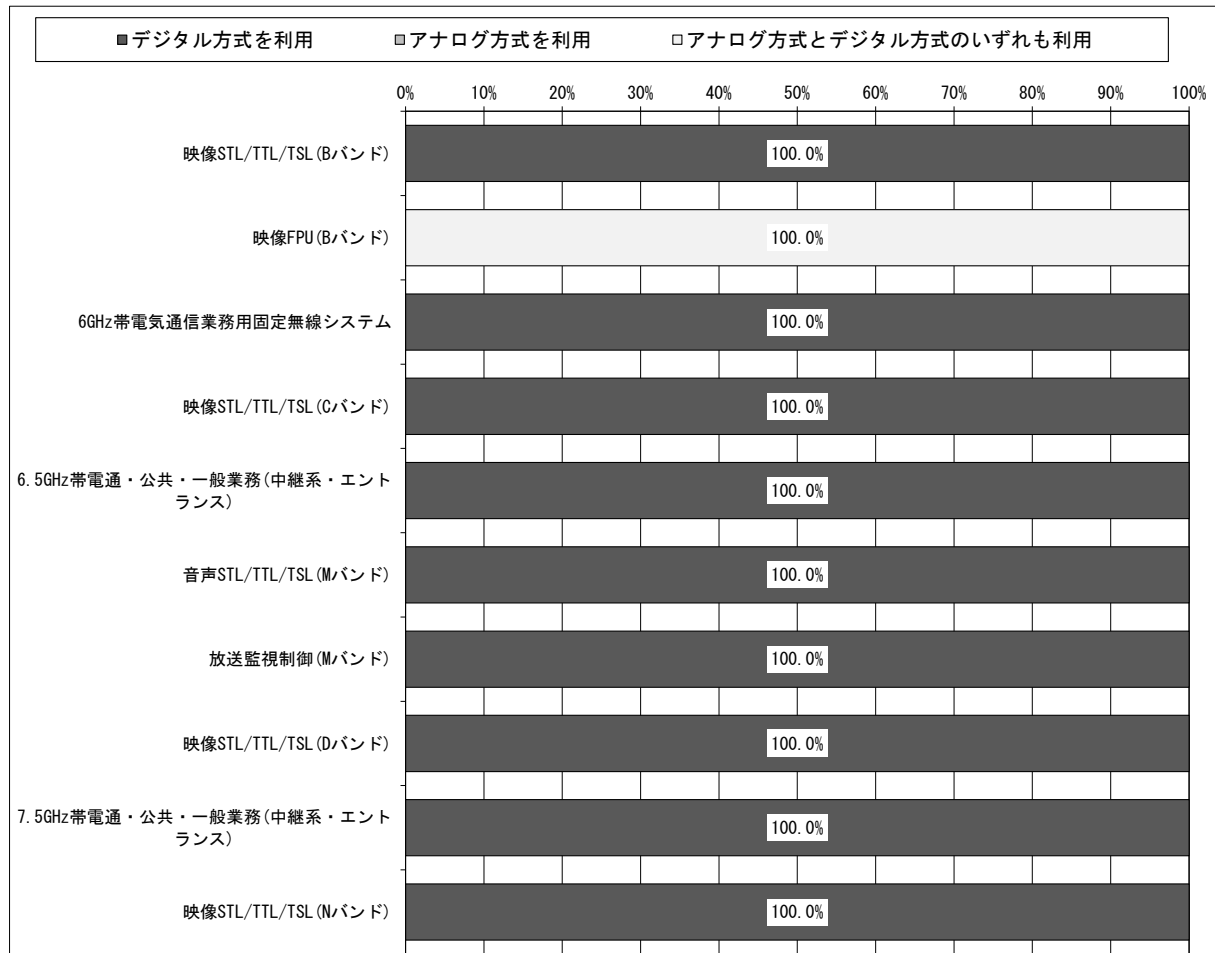 ■デジタル方式を利用 ■アナログ方式を利用 □アナログ方式とデジタル方式のいずれも利用
0% 10% 20% 30% 40% 50% 60% 70% 80% 90% 100%
映像STL/TTL/TSL(Bバンド) 100.0%
映像FPU(Bバンド) 100.0%
6GHz帯電気通信業務用固定無線システム 100.0%
映像STL/TTL/TSL(Cバンド) 100.0%
6.5GHz帯電通・公共・一般業務(中継系・エント
ランス) 100.0%
音声STL/TTL/TSL(Mバンド) 100.0%
放送監視制御(Mバンド) 100.0%
映像STL/TTL/TSL(Dバンド) 100.0%
7.5GHz帯電通・公共・一般業務(中継系・エント
ランス) 100.0%
映像STL/TTL/TSL(Nバンド) 100.0%